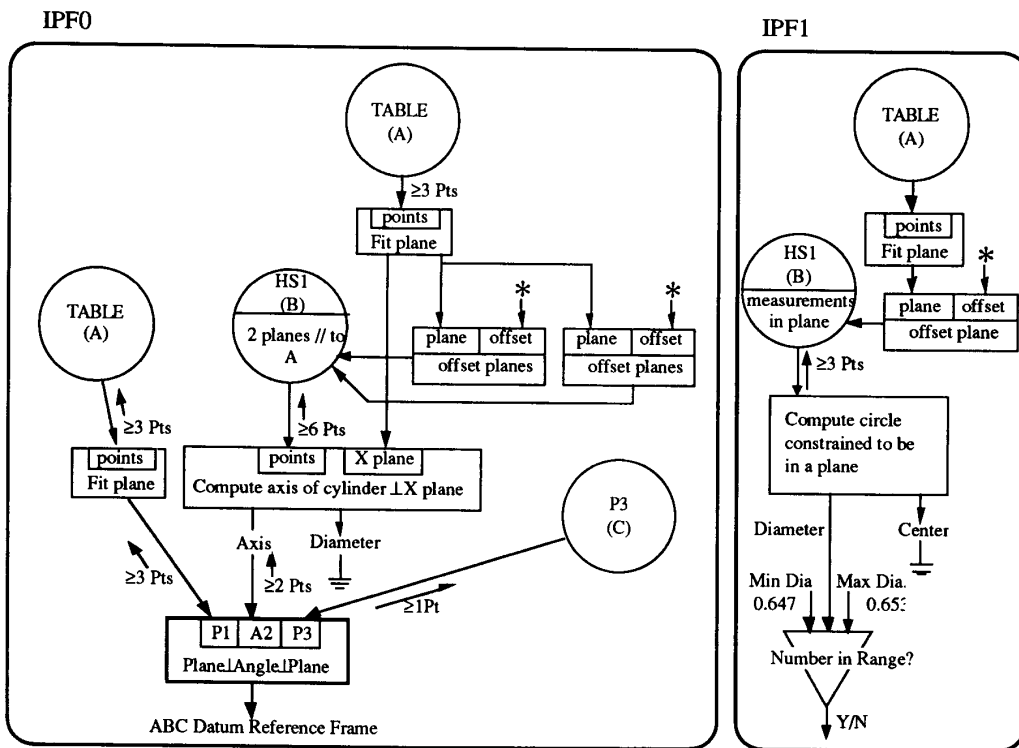 IPF0
TABLE
(A)
≥3 Pts
points
Fit plane
TABLE
(A)
HS1
(B)
2 planes // to
A
*
*
plane
offset
offset planes
plane
offset
offset planes
≥3 Pts
≥6 Pts
points
Fit plane
points
X plane
Compute axis of cylinder ⊥X plane
P3
(C)
Axis
Diameter
≥3 Pts
≥2 Pts
≥1Pt
P1
A2
P3
Plane⊥Angle⊥Plane
ABC Datum Reference Frame
IPF1
TABLE
(A)
points
Fit plane
HS1
(B)
measurements
in plane
*
plane
offset
offset plane
≥3 Pts
Compute circle
constrained to be
in a plane
Diameter
Center
Min Dia
0.647
Max Dia.
Number in Range?
Y/N